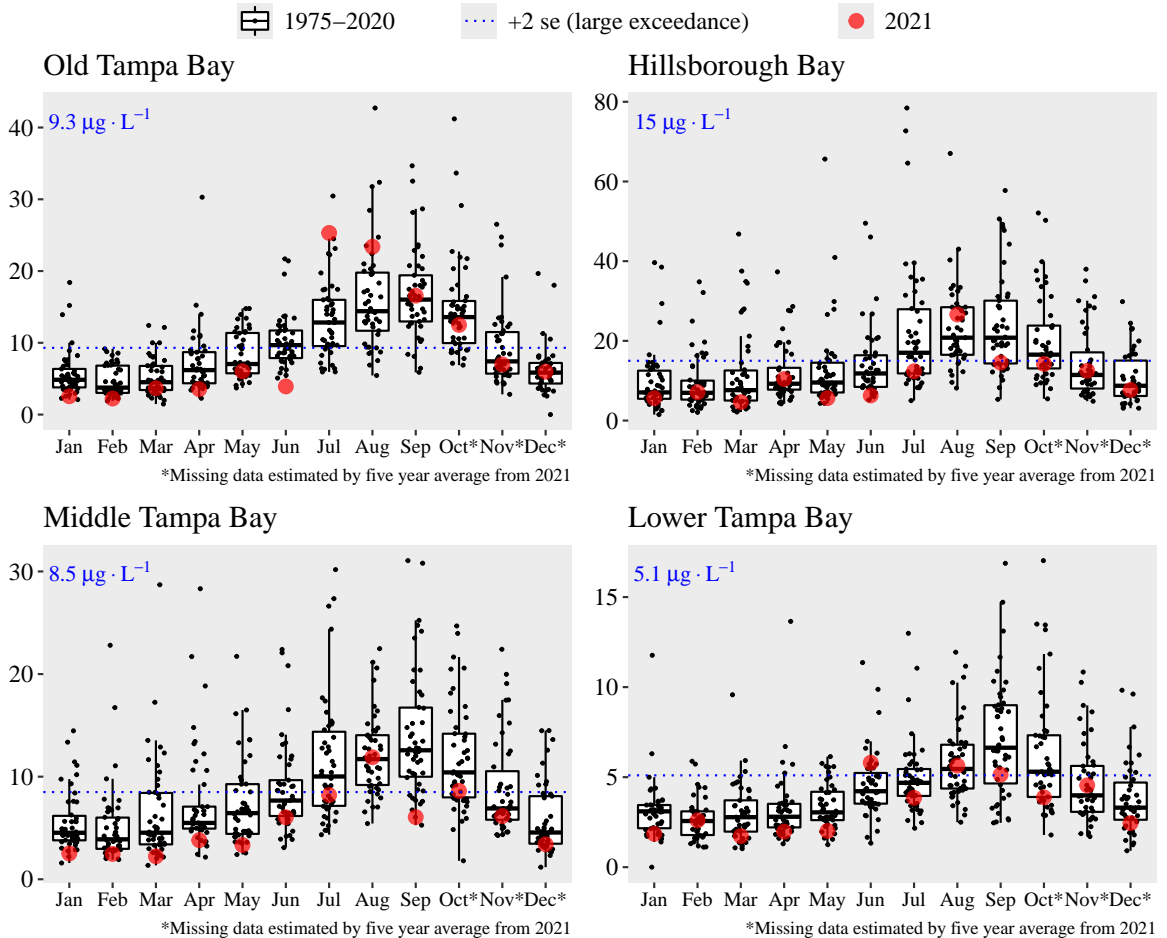 1975−2020 +2 se (large exceedance) 2021
Old Tampa Bay
9.3 μg · L⁻¹
40
30
20
10
0
Jan Feb Mar Apr May Jun Jul Aug Sep Oct* Nov* Dec*
*Missing data estimated by five year average from 2021
Hillsborough Bay
15 μg · L⁻¹
80
60
40
20
0
Jan Feb Mar Apr May Jun Jul Aug Sep Oct* Nov* Dec*
*Missing data estimated by five year average from 2021
Middle Tampa Bay
8.5 μg · L⁻¹
30
20
10
0
Jan Feb Mar Apr May Jun Jul Aug Sep Oct* Nov* Dec*
*Missing data estimated by five year average from 2021
Lower Tampa Bay
5.1 μg · L⁻¹
15
10
5
0
Jan Feb Mar Apr May Jun Jul Aug Sep Oct* Nov* Dec*
*Missing data estimated by five year average from 2021